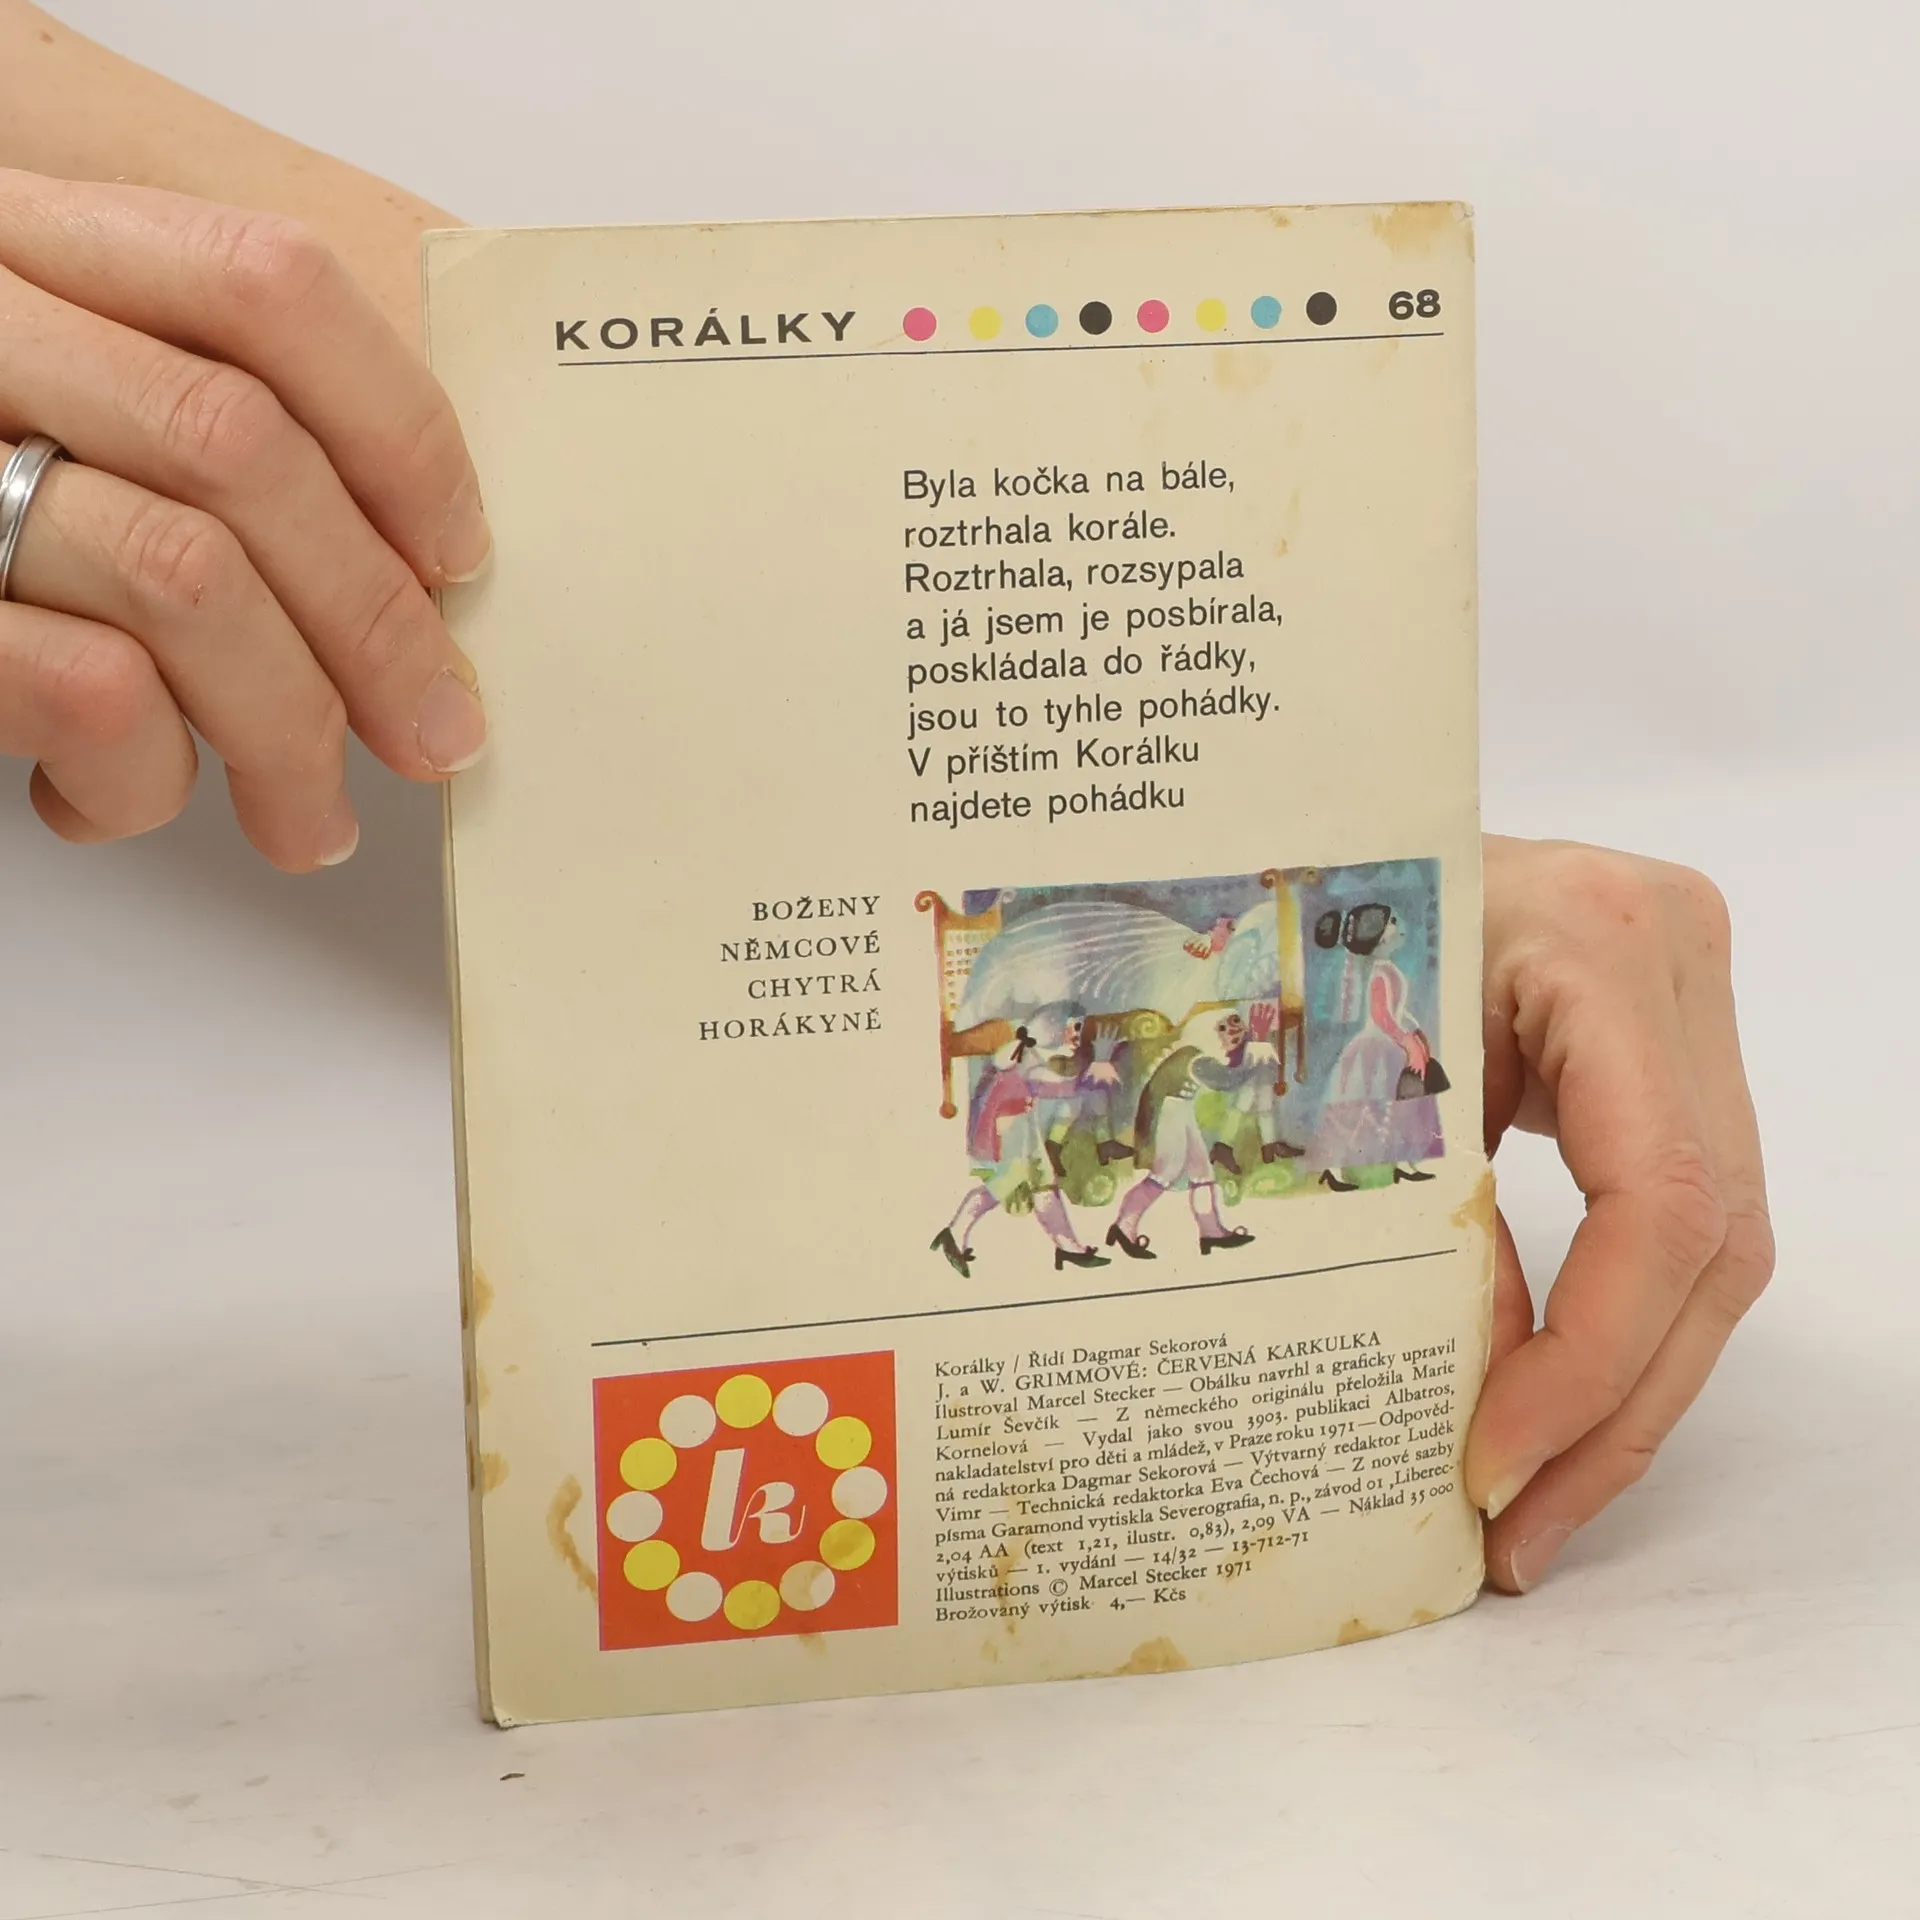 KORÁLKY 68
Byla kočka na bále,
roztrhala korále.
Roztrhala, rozsypala
a já jsem je posbírala,
poskládala do řádky,
jsou to tyhle pohádky.
V příštím Korálku
najdete pohádku
BOŽENY
NĚMCOVÉ
CHYTRÁ
HORÁKYNĚ
k
Korálky / Řídí Dagmar Sekorová
J. a W. GRIMMOVÉ: ČERVENÁ KARKULKA
Ilustroval Marcel Stecker — Obálku navrhl a graficky upravil
Lumír Ševčík — Z německého originálu přeložila Marie
Kornelová — Vydal jako svou 3903. publikaci Albatros,
nakladatelství pro děti a mládež, v Praze roku 1971 — Odpověd-
ná redaktorka Dagmar Sekorová — Výtvarný redaktor Luděk
Vimr — Technická redaktorka Eva Čechová — Z nové sazby
písma Garamond vytiskla Severografia, n. p., závod 01 ‚Liberec-
2,04 AA (text 1,21, ilustr. 0,83), 2,09 VA — Náklad 35 000
výtisků — 1. vydání — 14/32 — 13-712-71
Illustrations © Marcel Stecker 1971
Brožovaný výtisk 4,— Kčs